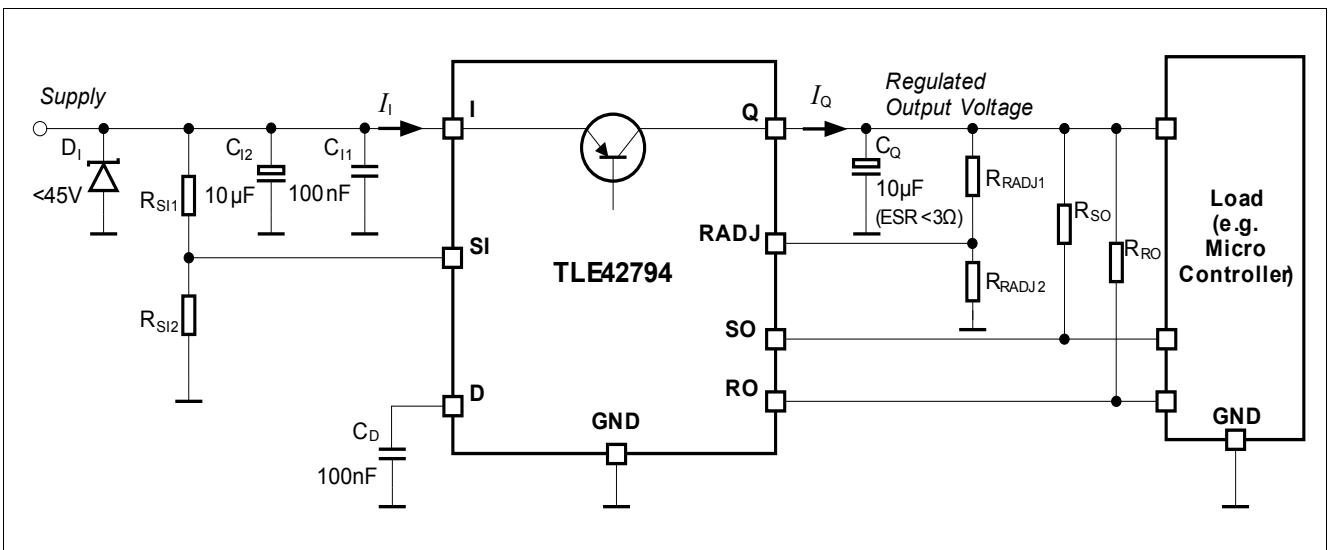 Supply
I_I
I
Q
I_Q
Regulated
Output Voltage
D_I
<45V
R_SI1
C_I2
10µF
C_I1
100nF
C_Q
10µF
(ESR<3Ω)
R_RADJ1
R_SO
R_RO
Load
(e.g.
Micro
Controller)
SI
RADJ
TLE42794
R_RADJ2
R_SI2
SO
D
RO
GND
GND
C_D
100nF